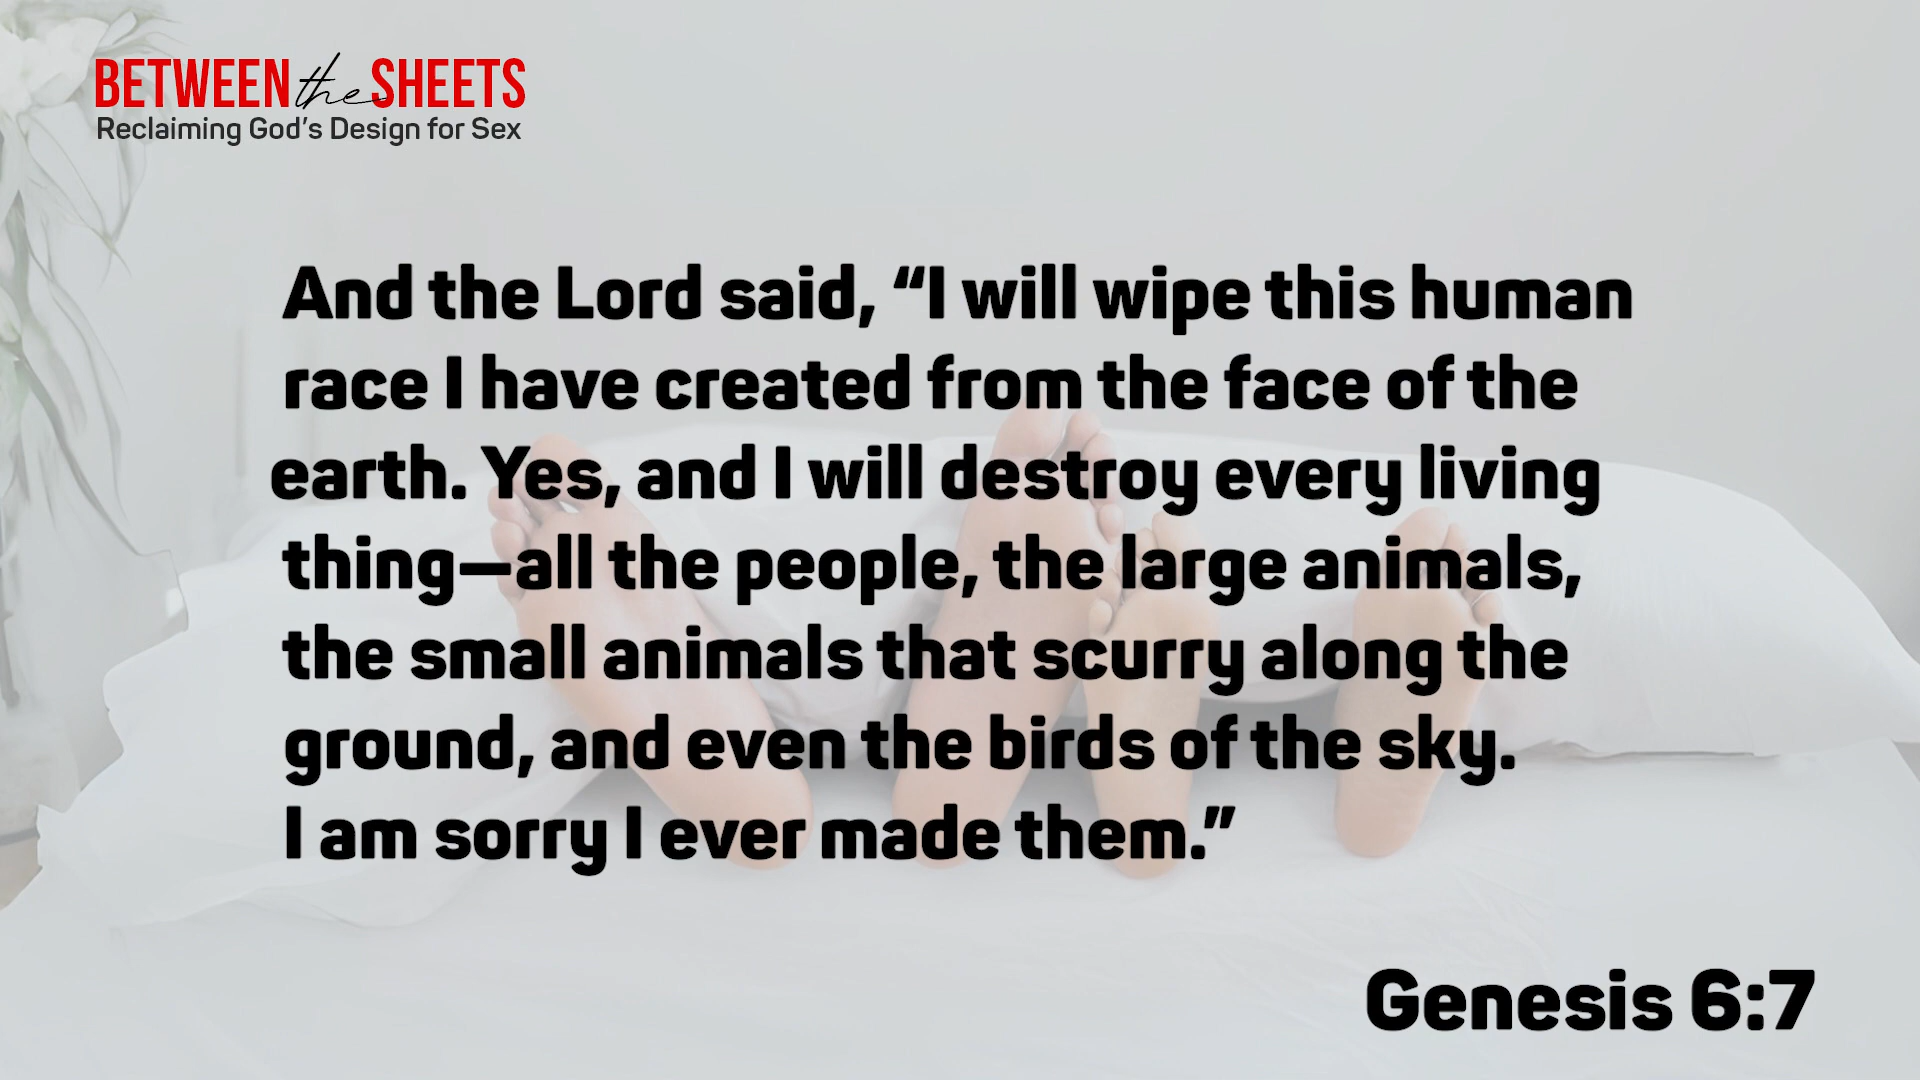 BETWEEN the SHEETS
Reclaiming God's Design for Sex
And the Lord said, “I will wipe this human
race I have created from the face of the
earth. Yes, and I will destroy every living
thing—all the people, the large animals,
the small animals that scurry along the
ground, and even the birds of the sky.
I am sorry I ever made them.”
Genesis 6:7